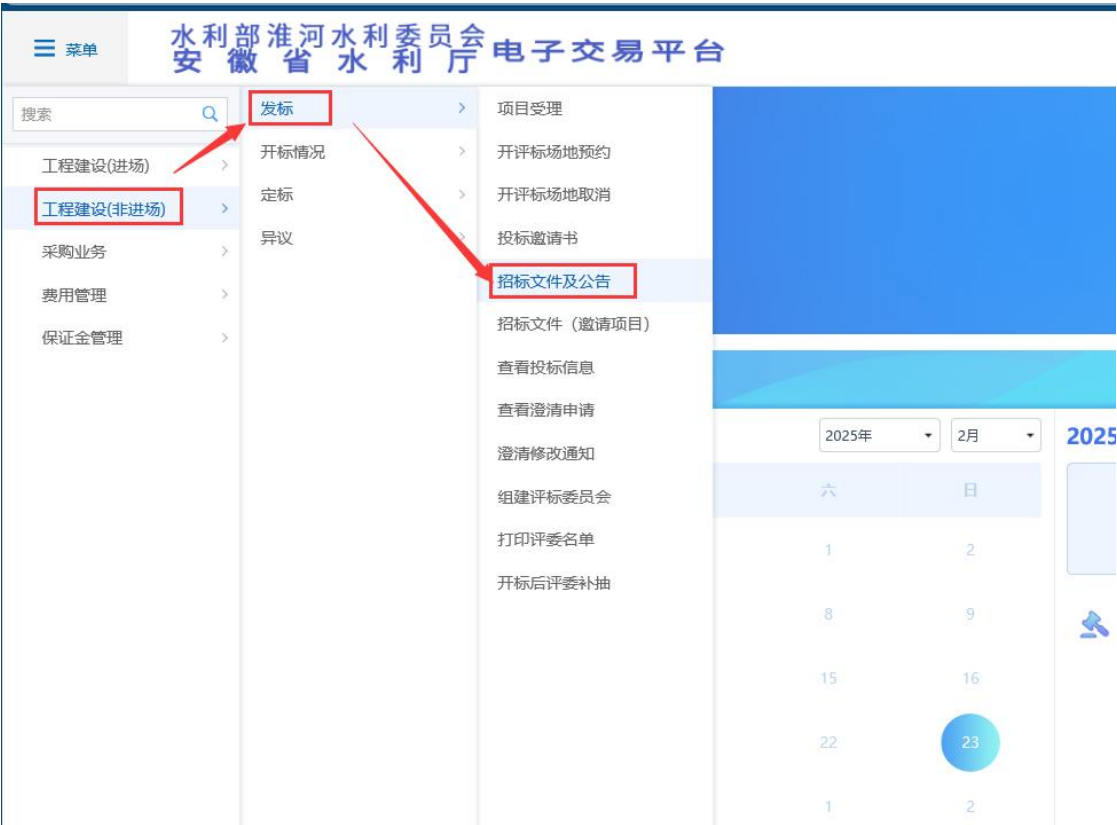 菜单
水利部淮河水利委员会
安徽省水利厅
电子交易平台
搜索
工程建设(进场)
工程建设(非进场)
采购业务
费用管理
保证金管理
发标
开标情况
定标
异议
项目受理
开评标场地预约
开评标场地取消
投标邀请书
招标文件及公告
招标文件（邀请项目）
查看投标信息
查看澄清申请
澄清修改通知
组建评标委员会
打印评委名单
开标后评委补抽
2025年 2月
2025
六 日
1 2
8 9
15 16
22 23
1 2